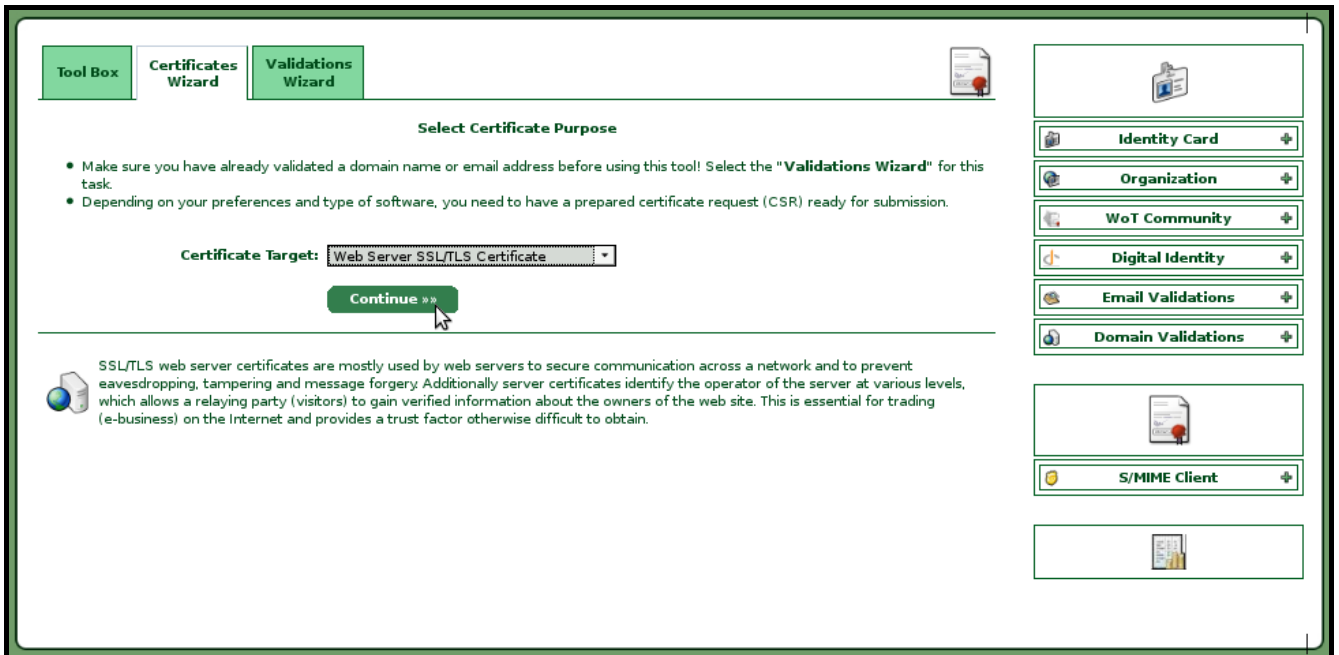 Tool Box
Certificates
Wizard
Validations
Wizard
Select Certificate Purpose
Make sure you have already validated a domain name or email address before using this tool! Select the "Validations Wizard" for this
task.
Depending on your preferences and type of software, you need to have a prepared certificate request (CSR) ready for submission.
Certificate Target: Web Server SSL/TLS Certificate
Continue »»
SSL/TLS web server certificates are mostly used by web servers to secure communication across a network and to prevent
eavesdropping, tampering and message forgery. Additionally server certificates identify the operator of the server at various levels,
which allows a relaying party (visitors) to gain verified information about the owners of the web site. This is essential for trading
(e-business) on the Internet and provides a trust factor otherwise difficult to obtain.
Identity Card
Organization
WoT Community
Digital Identity
Email Validations
Domain Validations
S/MIME Client